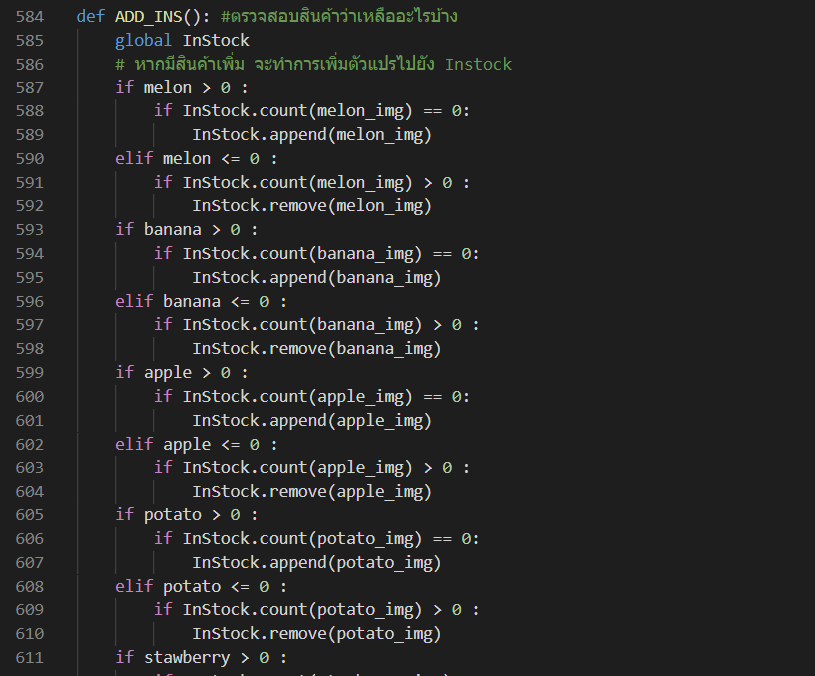 584 def ADD_INS(): #ตรวจสอบสินค้าว่าเหลืออะไรบ้าง
585 global InStock
586 # หากมีสินค้าเพิ่ม จะทำการเพิ่มตัวแปรไปยัง Instock
587 if melon > 0 :
588 if InStock.count(melon_img) == 0:
589 InStock.append(melon_img)
590 elif melon <= 0 :
591 if InStock.count(melon_img) > 0 :
592 InStock.remove(melon_img)
593 if banana > 0 :
594 if InStock.count(banana_img) == 0:
595 InStock.append(banana_img)
596 elif banana <= 0 :
597 if InStock.count(banana_img) > 0 :
598 InStock.remove(banana_img)
599 if apple > 0 :
600 if InStock.count(apple_img) == 0:
601 InStock.append(apple_img)
602 elif apple <= 0 :
603 if InStock.count(apple_img) > 0 :
604 InStock.remove(apple_img)
605 if potato > 0 :
606 if InStock.count(potato_img) == 0:
607 InStock.append(potato_img)
608 elif potato <= 0 :
609 if InStock.count(potato_img) > 0 :
610 InStock.remove(potato_img)
611 if stawberry > 0 :